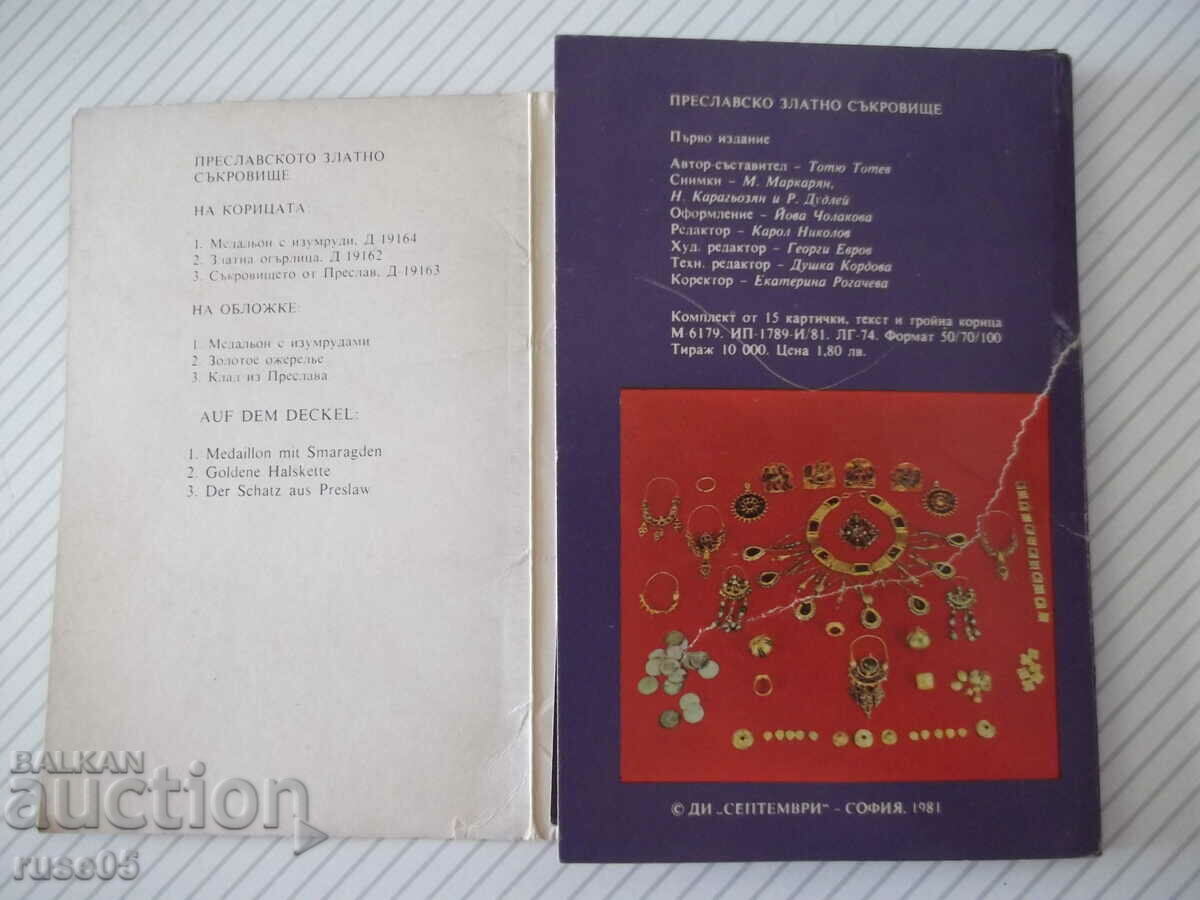 ПРЕСЛАВСКОТО ЗЛАТНО
СЪКРОВИЩЕ
НА КОРИЦАТА:
1. Медальон с изумруди. Д 19164
2. Златна огърлица. Д 19162
3. Съкровището от Преслав. Д-19163
НА ОБЛОЖКЕ:
1. Медальон с изумрудами
2. Золотое ожерелье
3. Клад из Преслава
AUF DEM DECKEL:
1. Medaillon mit Smaragden
2. Goldene Halskette
3. Der Schatz aus Preslaw
ПРЕСЛАВСКО ЗЛАТНО СЪКРОВИЩЕ
Първо издание
Автор-съставител – Тотю Тотев
Снимки – М. Маркарян,
Н. Карагьозян и Р. Дудлей
Оформление – Йова Чолакова
Редактор – Карол Николов
Худ. редактор – Георги Евров
Техн. редактор – Душка Кордова
Коректор – Екатерина Рогачева
Комплект от 15 картички, текст и тройна корица
М-6179. ИП-1789-И/81. ЛГ-74. Формат 50/70/100
Тираж 10 000. Цена 1,80 лв.
© ДИ „СЕПТЕМВРИ“ – СОФИЯ, 1981
BALKAN
auction
ruse05